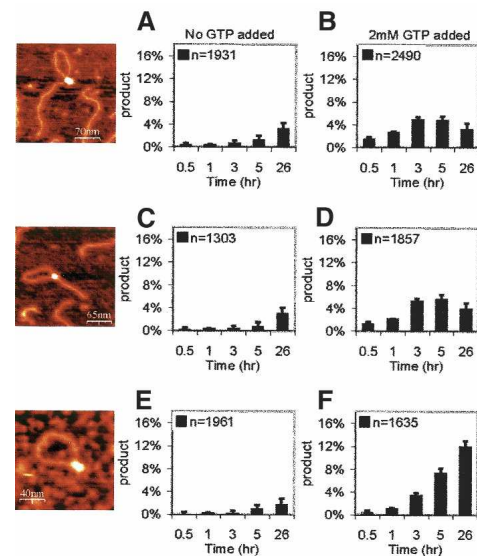 A
No GTP added
B
2mM GTP added
product
16%
12%
8%
4%
0%
n=1931
0.5 1 3 5 26
Time (hr)
product
16%
12%
8%
4%
0%
n=2490
0.5 1 3 5 26
Time (hr)
70nm
C
product
16%
12%
8%
4%
0%
n=1303
0.5 1 3 5 26
Time (hr)
D
product
16%
12%
8%
4%
0%
n=1857
0.5 1 3 5 26
Time (hr)
65nm
E
product
16%
12%
8%
4%
0%
n=1961
0.5 1 3 5 26
Time (hr)
F
product
16%
12%
8%
4%
0%
n=1635
0.5 1 3 5 26
Time (hr)
40nm